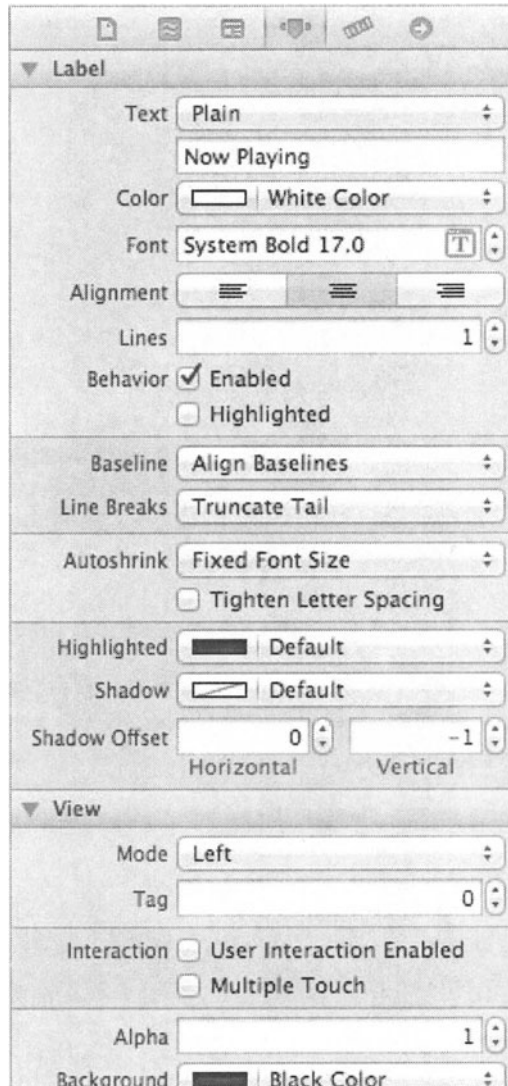 Label
Text Plain
Now Playing
Color White Color
Font System Bold 17.0 T
Alignment
Lines 1
Behavior Enabled
Highlighted
Baseline Align Baselines
Line Breaks Truncate Tail
Autoshrink Fixed Font Size
Tighten Letter Spacing
Highlighted Default
Shadow Default
Shadow Offset 0 -1
Horizontal Vertical
View
Mode Left
Tag 0
Interaction User Interaction Enabled
Multiple Touch
Alpha 1
Background Black Color